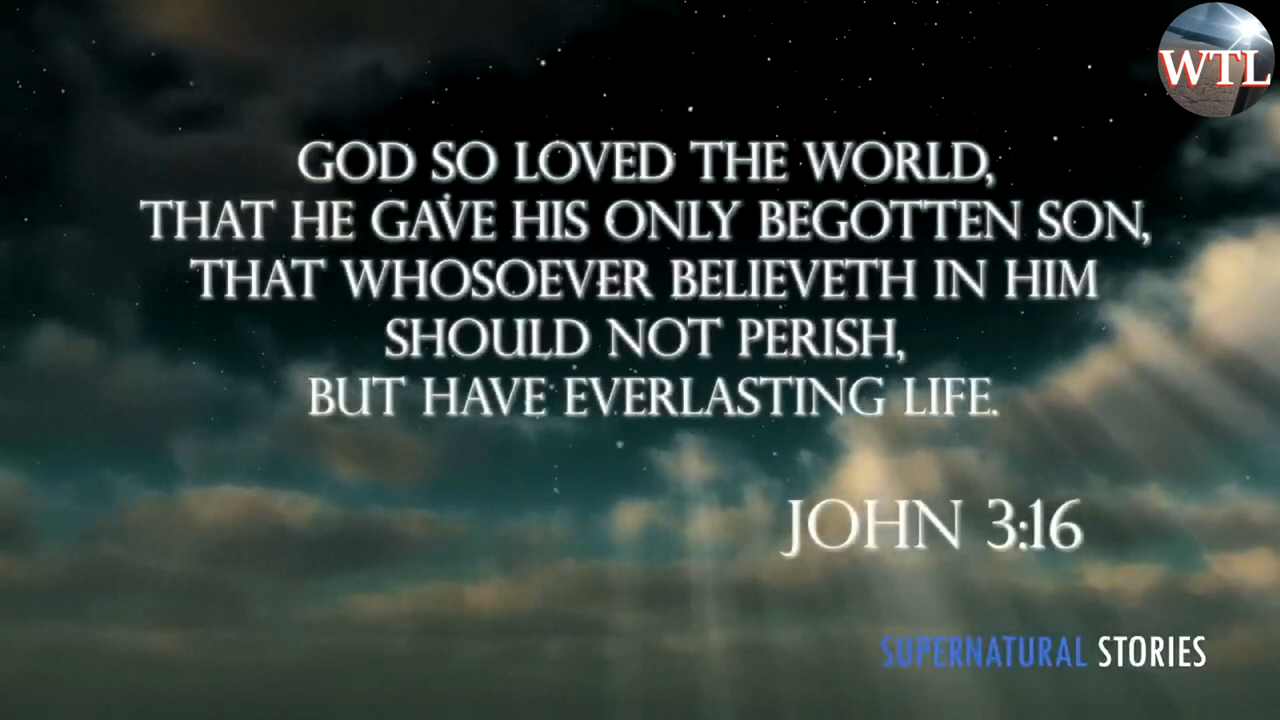 WTL
GOD SO LOVED THE WORLD,
THAT HE GAVE HIS ONLY BEGOTTEN SON,
THAT WHOSOEVER BELIEVETH IN HIM
SHOULD NOT PERISH,
BUT HAVE EVERLASTING LIFE.
JOHN 3:16
SUPERNATURAL STORIES